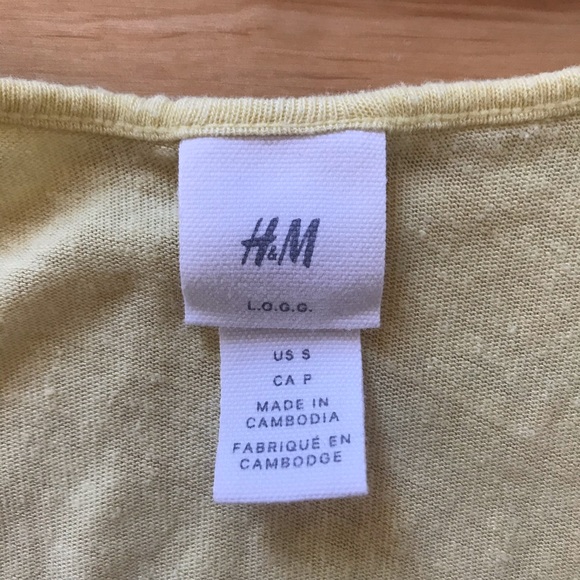 H&M
L.O.G.G.
US S
CA P
MADE IN
CAMBODIA
FABRIQUÉ EN
CAMBODGE